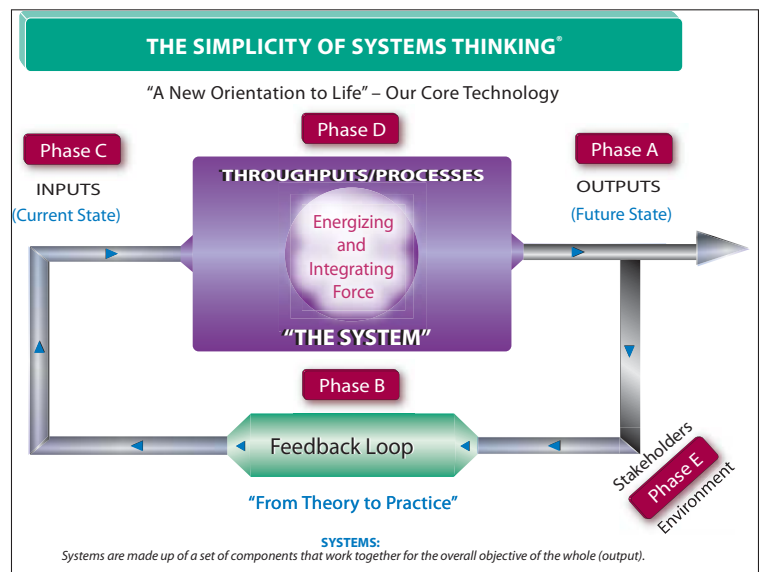 THE SIMPLICITY OF SYSTEMS THINKING®
“A New Orientation to Life” – Our Core Technology
Phase D
Phase C
Phase A
THROUGHPUTS/PROCESSES
INPUTS
OUTPUTS
(Current State)
(Future State)
Energizing
and
Integrating
Force
“THE SYSTEM”
Phase B
Feedback Loop
Stakeholders
Phase E
Environment
“From Theory to Practice”
SYSTEMS:
Systems are made up of a set of components that work together for the overall objective of the whole (output).